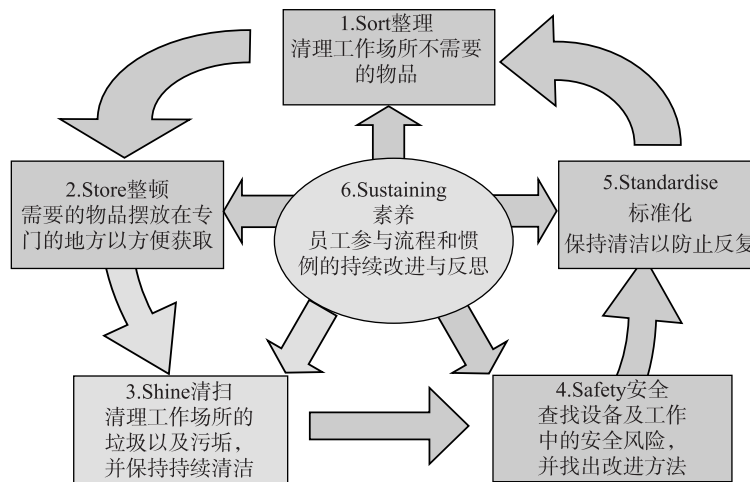 1.Sort整理
清理工作场所不需要
的物品
2.Store整顿
需要的物品摆放在专
门的地方以方便获取
6.Sustaining
素养
员工参与流程和惯
例的持续改进与反思
5.Standardise
标准化
保持清洁以防止反复
3.Shine清扫
清理工作场所的
垃圾以及污垢，
并保持持续清洁
4.Safety安全
查找设备及工作
中的安全风险，
并找出改进方法